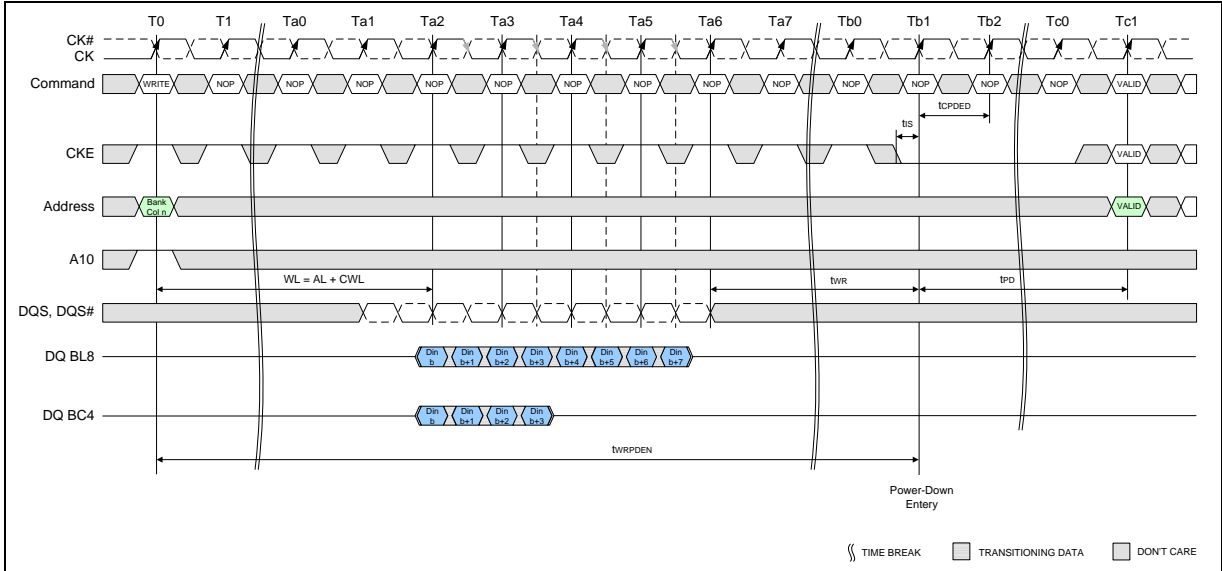 T0 T1 Ta0 Ta1 Ta2 Ta3 Ta4 Ta5 Ta6 Ta7 Tb0 Tb1 Tb2 Tc0 Tc1
CK#
CK
Command WRITE NOP NOP NOP NOP NOP NOP NOP NOP NOP NOP NOP NOP NOP VALID
tCPDED
tIS
CKE VALID
Address Bank Col n VALID
A10
WL = AL + CWL tWR tPD
DQS, DQS#
DQ BL8 Din b Din b+1 Din b+2 Din b+3 Din b+4 Din b+5 Din b+6 Din b+7
DQ BC4 Din b Din b+1 Din b+2 Din b+3
tWRPDEN
Power-Down
Entery
TIME BREAK TRANSITIONING DATA DON'T CARE